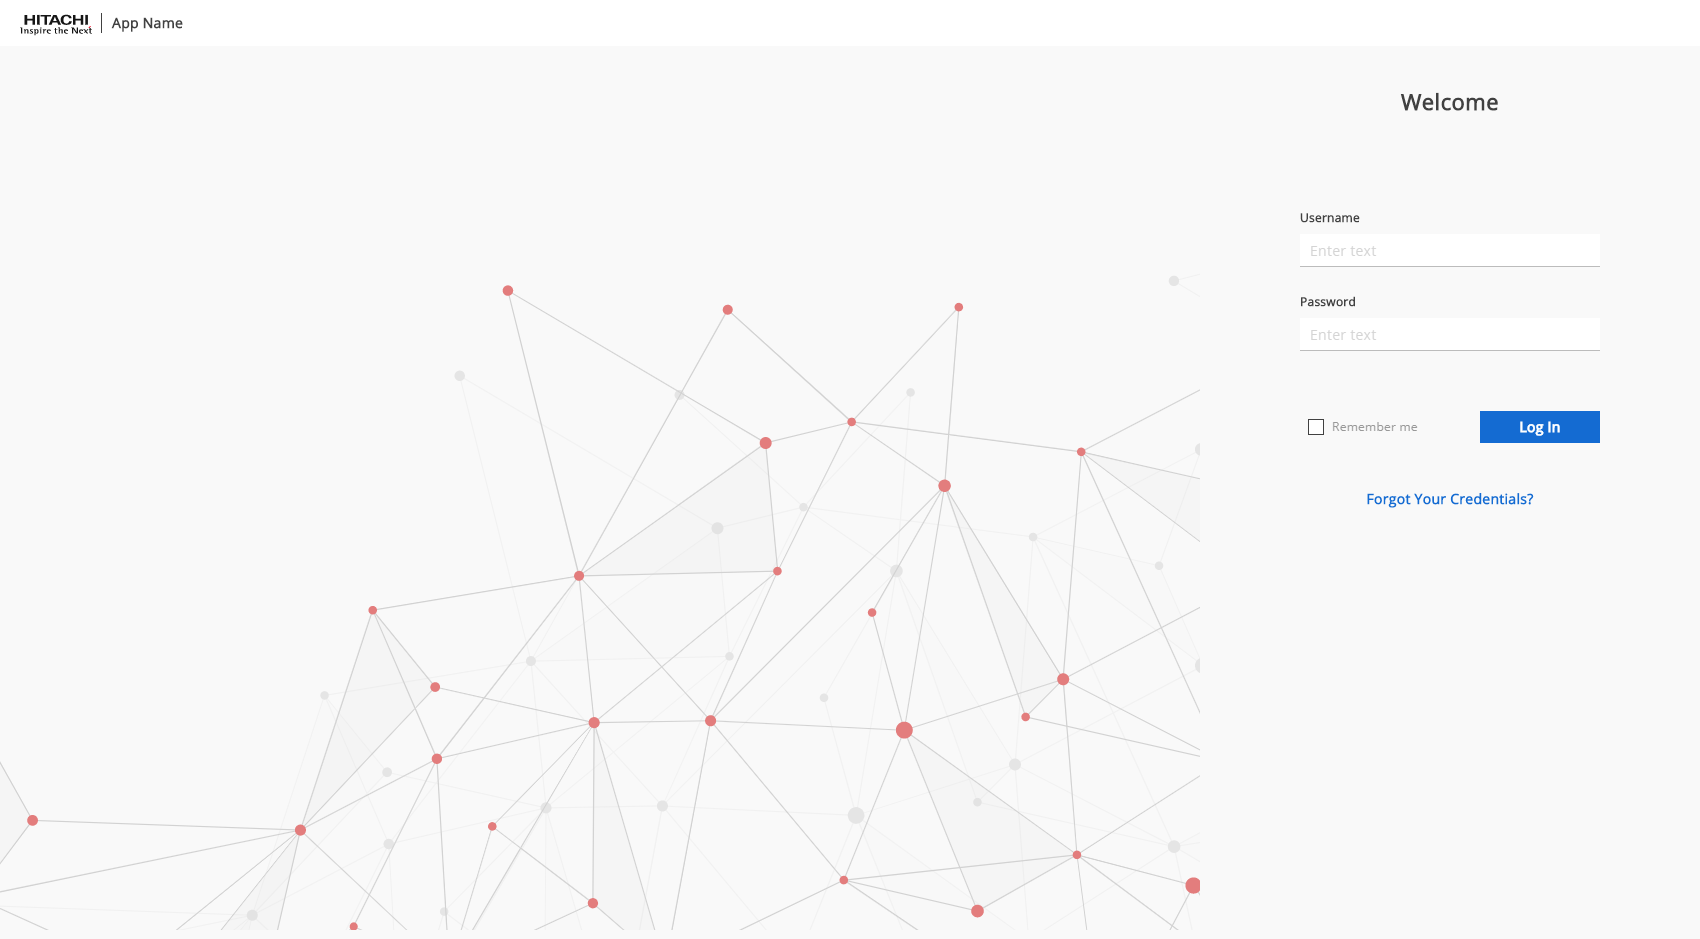 HITACHI
Inspire the Next
App Name
Welcome
Username
Enter text
Password
Enter text
Remember me
Log In
Forgot Your Credentials?